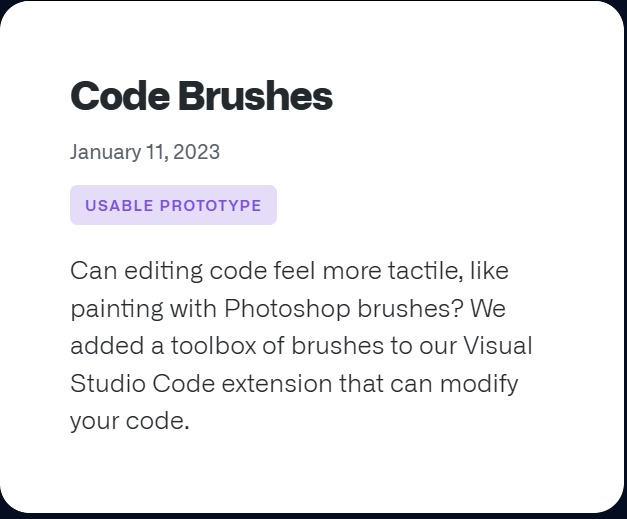 Code Brushes
January 11, 2023
USABLE PROTOTYPE
Can editing code feel more tactile, like
painting with Photoshop brushes? We
added a toolbox of brushes to our Visual
Studio Code extension that can modify
your code.